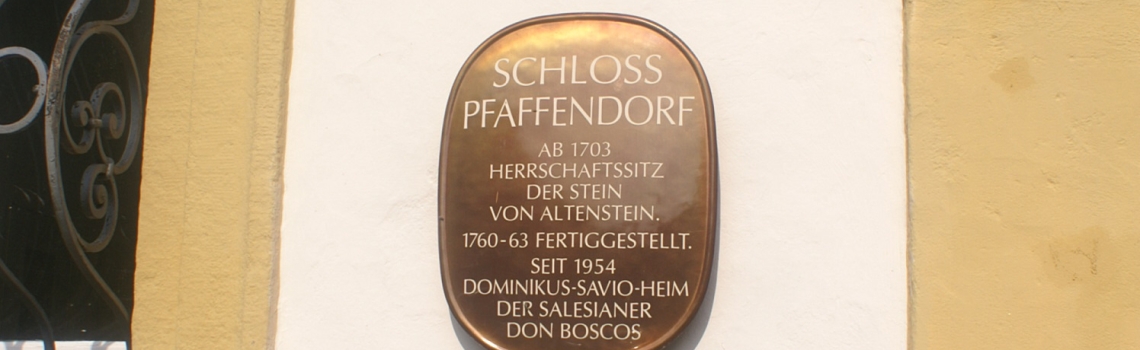 SCHLOSS
PFAFFENDORF
AB 1703
HERRSCHAFTSSITZ
DER STEIN
VON ALTENSTEIN.
1760-63 FERTIGGESTELLT.
SEIT 1954
DOMINIKUS-SAVIO-HEIM
DER SALESIANER
DON BOSCOS